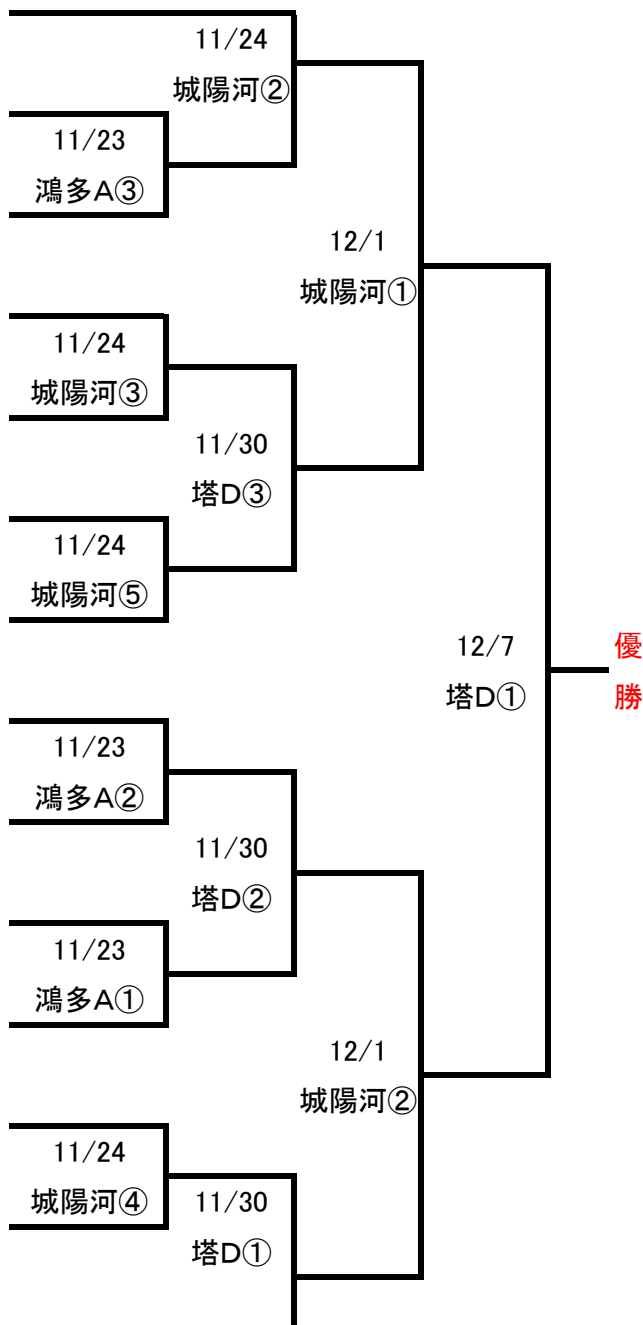 11/24
城陽河②
11/23
鴻多A③
12/1
城陽河①
11/24
城陽河③
11/30
塔D③
11/24
城陽河⑤
12/7
塔D①
優
勝
11/23
鴻多A②
11/30
塔D②
11/23
鴻多A①
12/1
城陽河②
11/24
城陽河④
11/30
塔D①